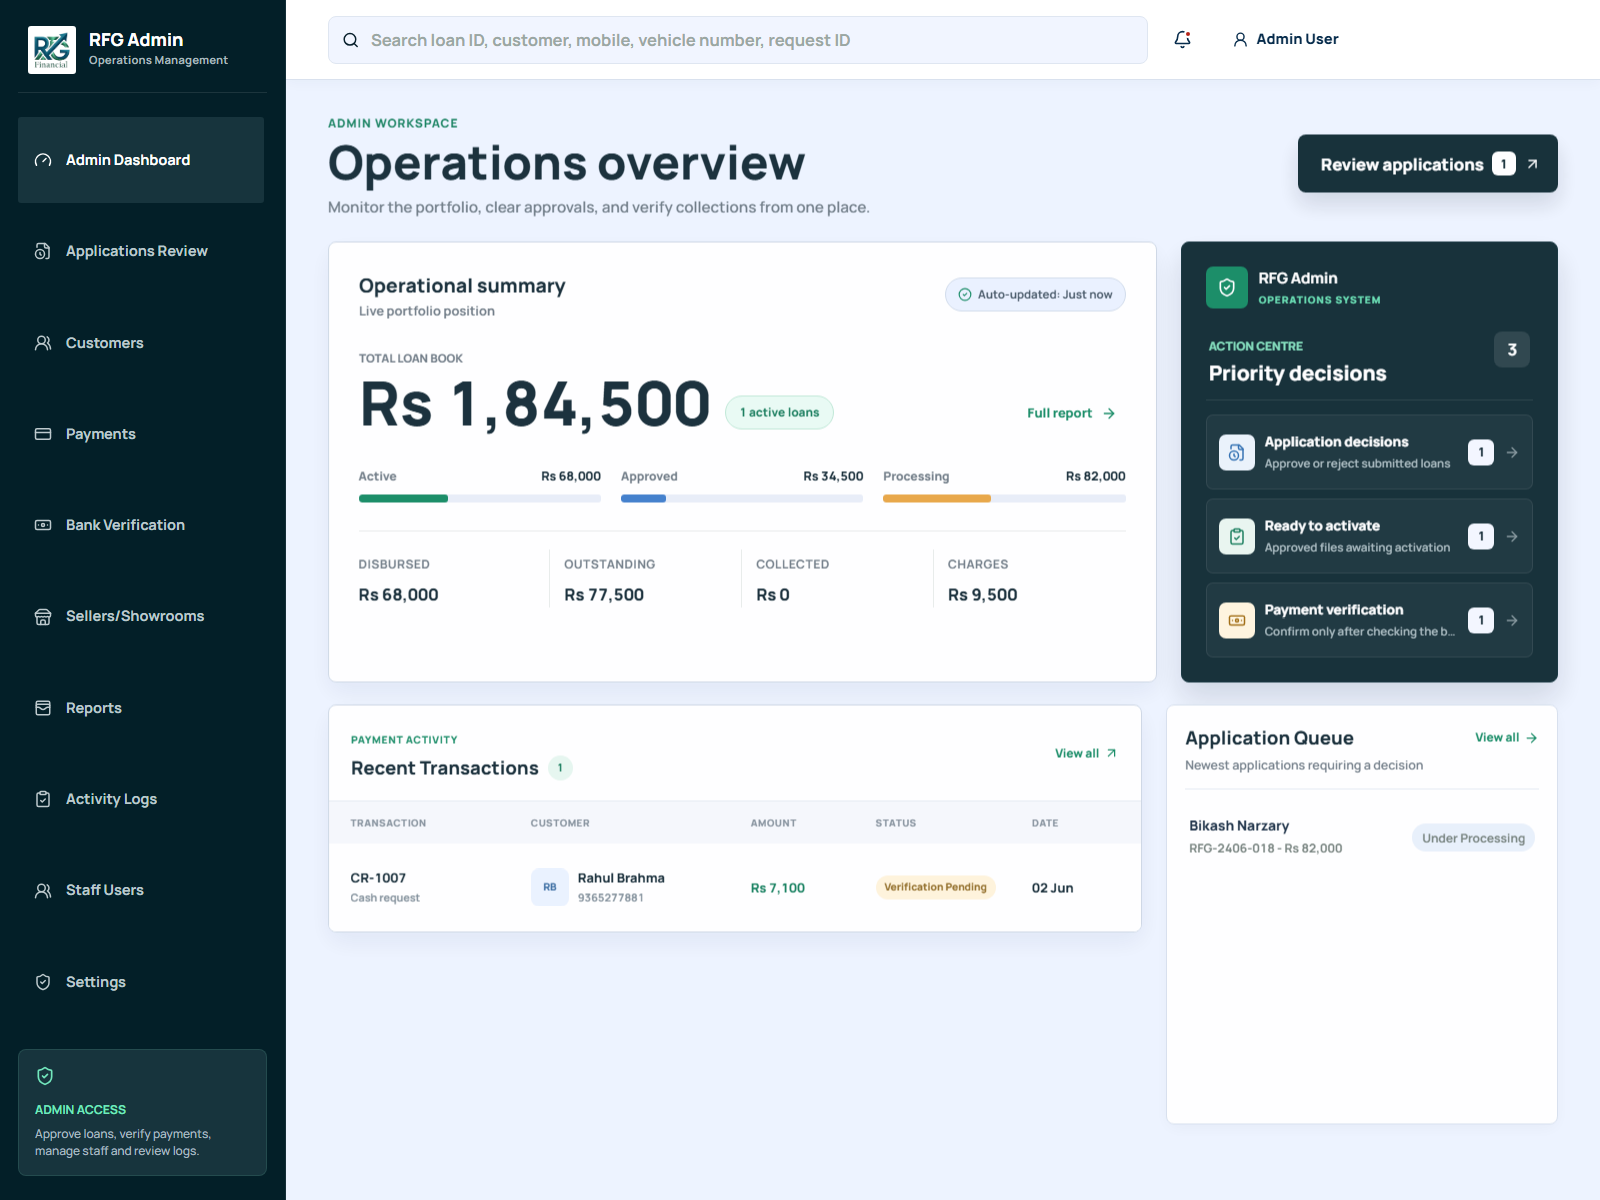 RFG
Financial
RFG Admin
Operations Management
Admin Dashboard
Applications Review
Customers
Payments
Bank Verification
Sellers/Showrooms
Reports
Activity Logs
Staff Users
Settings
ADMIN ACCESS
Approve loans, verify payments,
manage staff and review logs.
Search loan ID, customer, mobile, vehicle number, request ID
Admin User
ADMIN WORKSPACE
Operations overview
Monitor the portfolio, clear approvals, and verify collections from one place.
Review applications 1
Operational summary
Live portfolio position
Auto-updated: Just now
TOTAL LOAN BOOK
Rs 1,84,500
1 active loans
Full report
Active Rs 68,000
Approved Rs 34,500
Processing Rs 82,000
DISBURSED
Rs 68,000
OUTSTANDING
Rs 77,500
COLLECTED
Rs 0
CHARGES
Rs 9,500
RFG Admin
OPERATIONS SYSTEM
ACTION CENTRE
Priority decisions
3
Application decisions
Approve or reject submitted loans
1
Ready to activate
Approved files awaiting activation
1
Payment verification
Confirm only after checking the b...
1
PAYMENT ACTIVITY
Recent Transactions 1
View all
TRANSACTION CUSTOMER AMOUNT STATUS DATE
CR-1007
Cash request
RB
Rahul Brahma
9365277881
Rs 7,100
Verification Pending
02 Jun
Application Queue
View all
Newest applications requiring a decision
Bikash Narzary
RFG-2406-018 - Rs 82,000
Under Processing